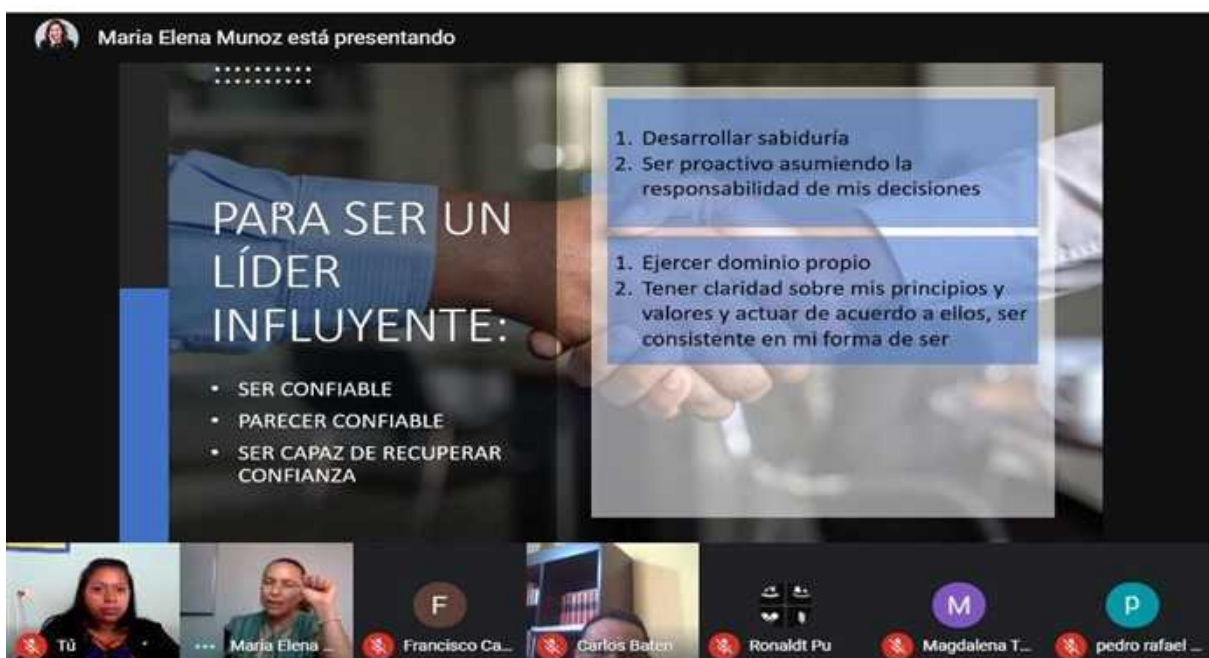 Maria Elena Munoz está presentando
PARA SER UN
LÍDER
INFLUYENTE:
• SER CONFIABLE
• PARECER CONFIABLE
• SER CAPAZ DE RECUPERAR
CONFIANZA
1. Desarrollar sabiduría
2. Ser proactivo asumiendo la
responsabilidad de mis decisiones
1. Ejercer dominio propio
2. Tener claridad sobre mis principios y
valores y actuar de acuerdo a ellos, ser
consistente en mi forma de ser
F
M
p
Tú
Maria Elena ...
Francisco Ca...
Carlos Baten
Ronaldt Pu
Magdalena T...
pedro rafael ...